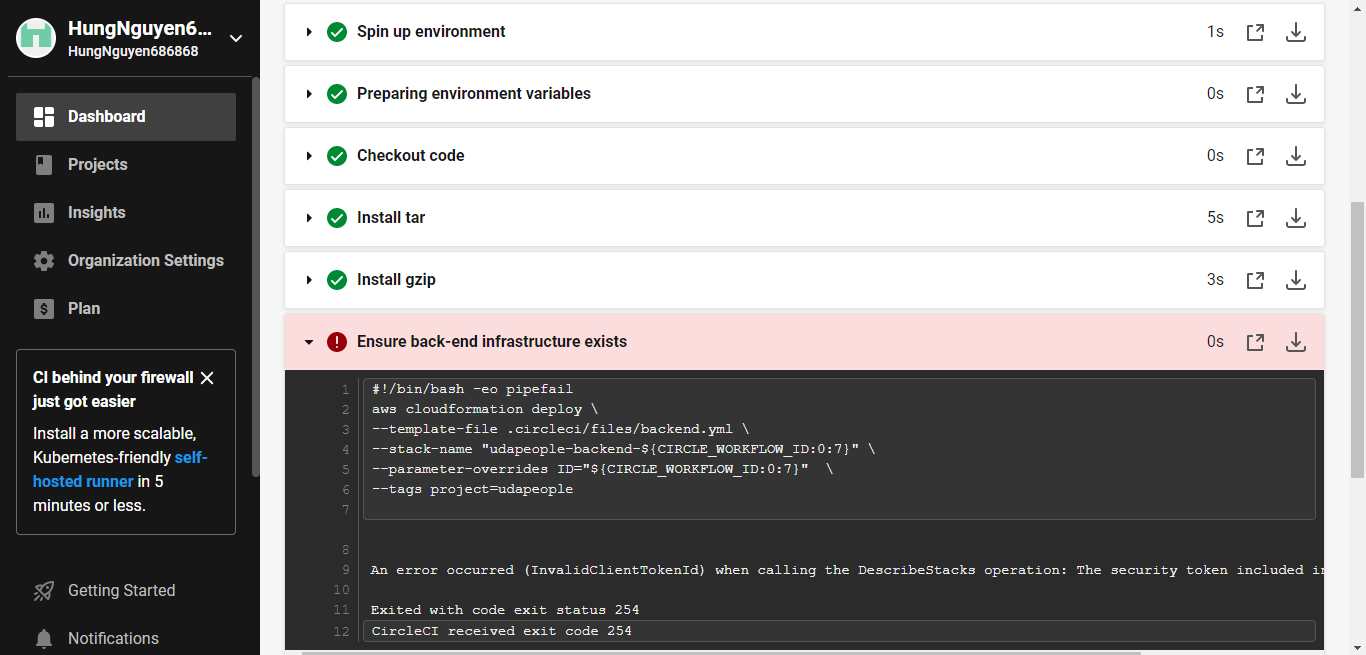 HungNguyen6...
HungNguyen686868
Dashboard
Projects
Insights
Organization Settings
Plan
CI behind your firewall
just got easier
Install a more scalable,
Kubernetes-friendly self-
hosted runner in 5
minutes or less.
Getting Started
Notifications
Spin up environment 1s
Preparing environment variables 0s
Checkout code 0s
Install tar 5s
Install gzip 3s
Ensure back-end infrastructure exists 0s
1 #!/bin/bash -eo pipefail
2 aws cloudformation deploy \
3 --template-file .circleci/files/backend.yml \
4 --stack-name "udapeople-backend-${CIRCLE_WORKFLOW_ID:0:7}" \
5 --parameter-overrides ID="${CIRCLE_WORKFLOW_ID:0:7}" \
6 --tags project=udapeople
7
8
9 An error occurred (InvalidClientTokenId) when calling the DescribeStacks operation: The security token included in
10
11 Exited with code exit status 254
12 CircleCI received exit code 254